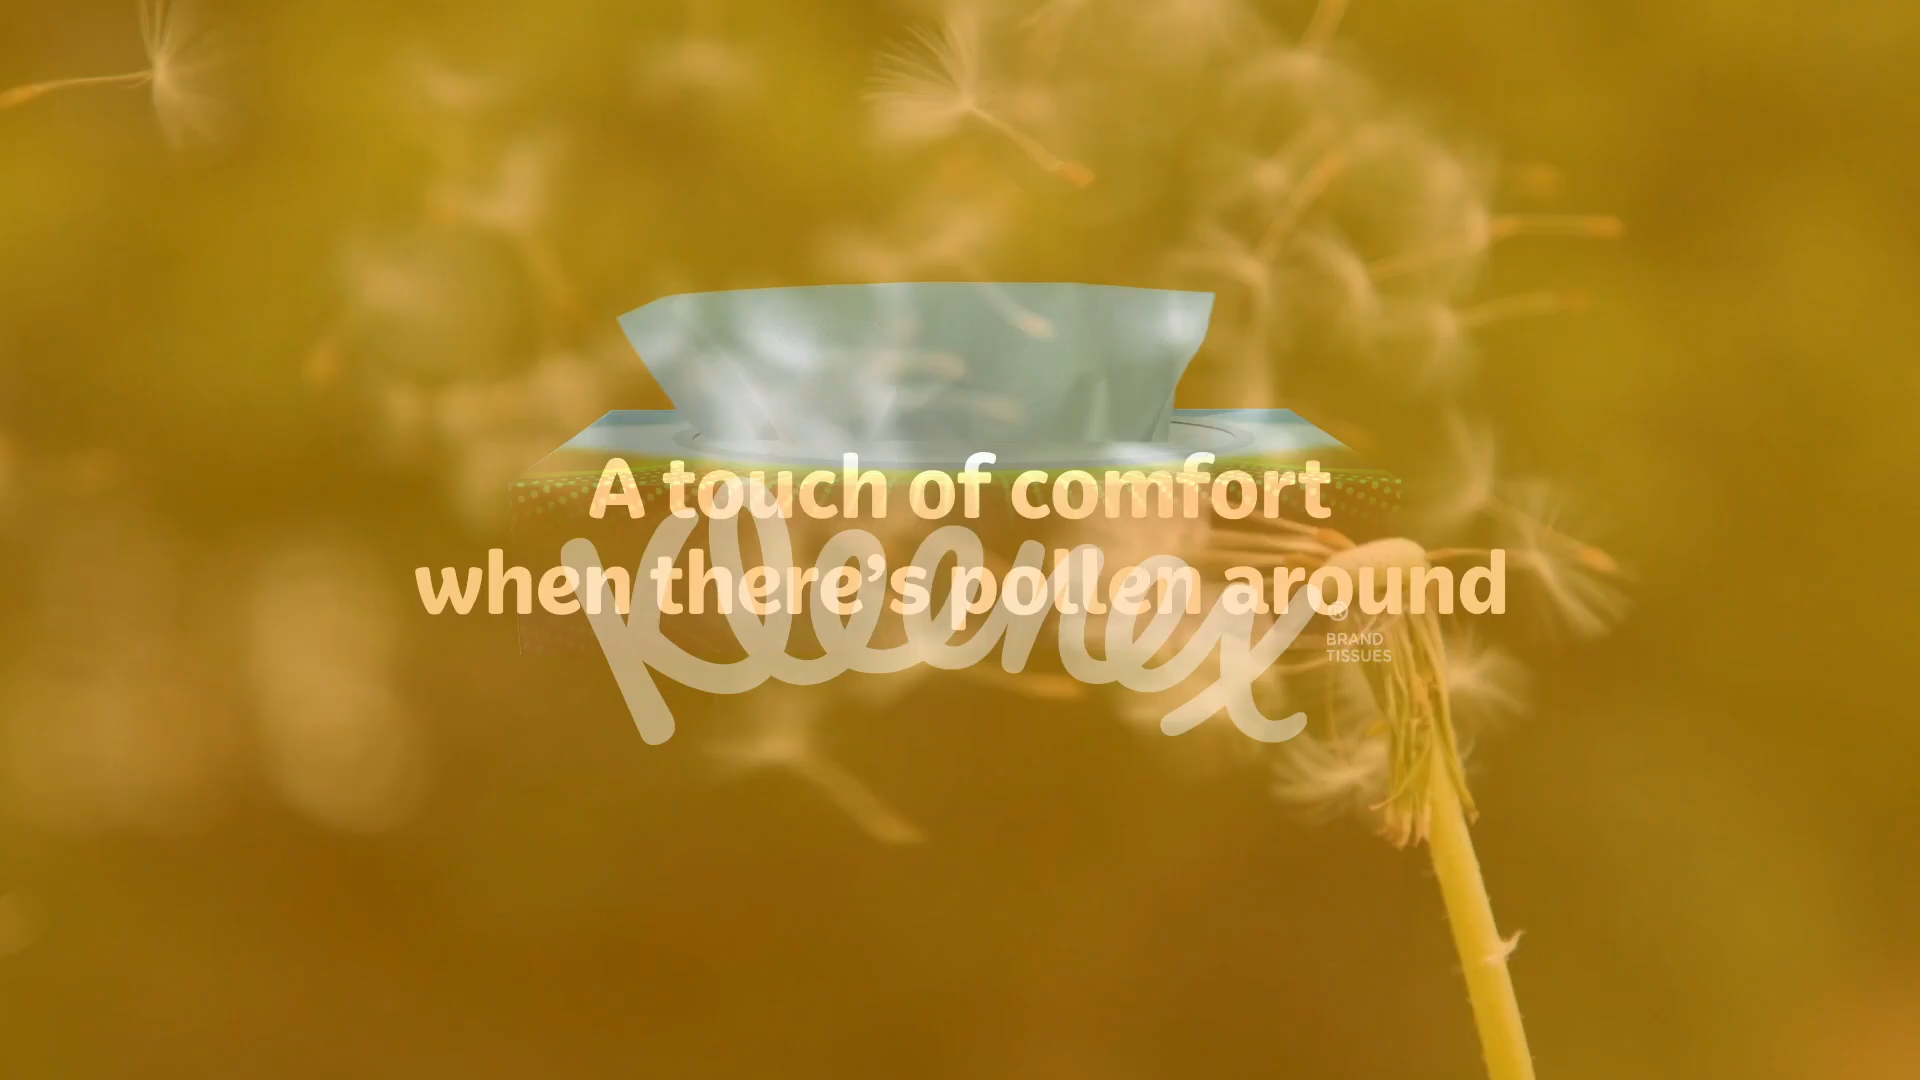 A touch of comfort
when there's pollen around
Kleenex®
BRAND
TISSUES